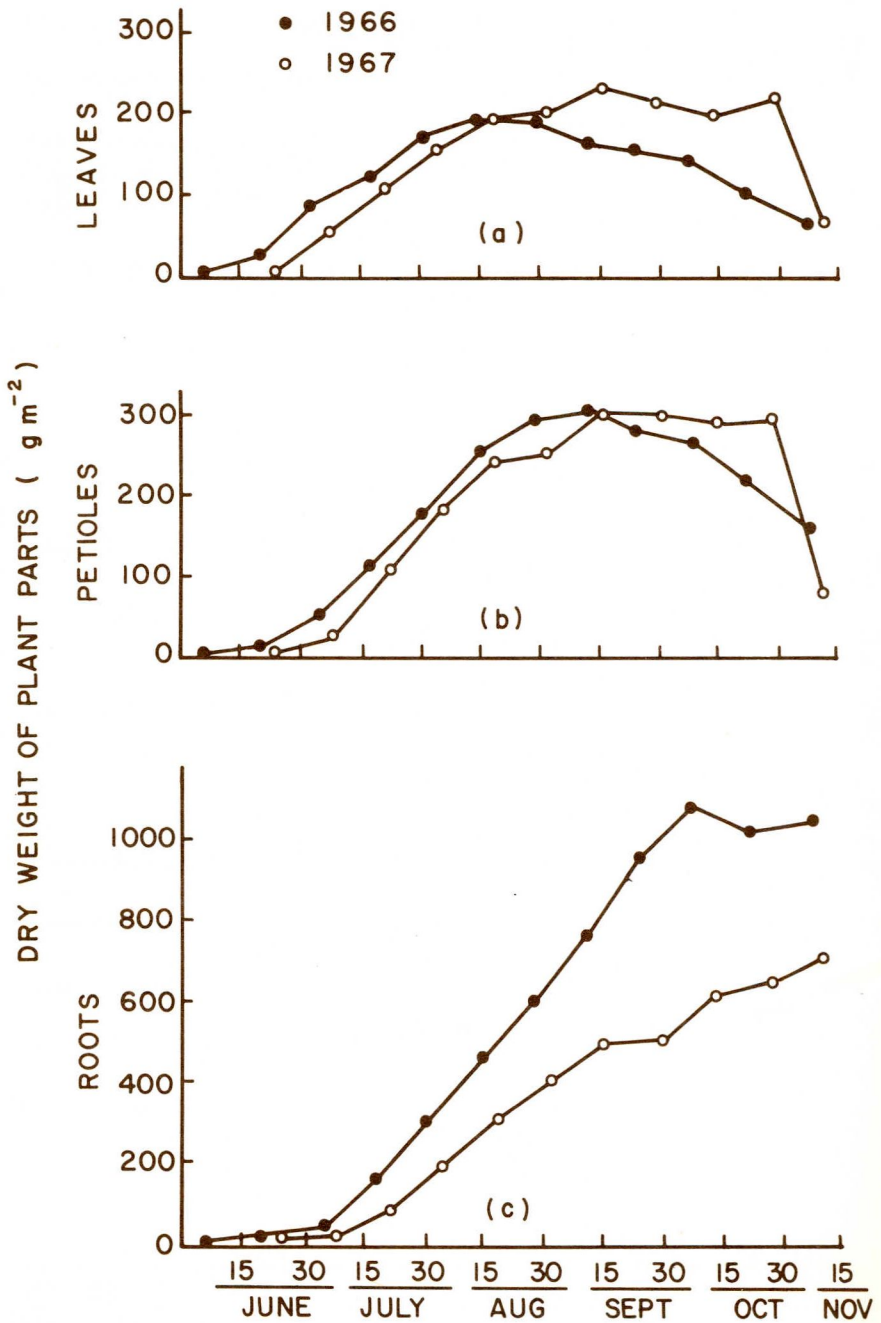 ● 1966
○ 1967
LEAVES
300
200
100
0
(a)
DRY WEIGHT OF PLANT PARTS ( g m⁻²)
PETIOLES
300
200
100
0
(b)
ROOTS
1000
800
600
400
200
0
(c)
15 30 15 30 15 30 15 30 15 30 15
JUNE JULY AUG SEPT OCT NOV